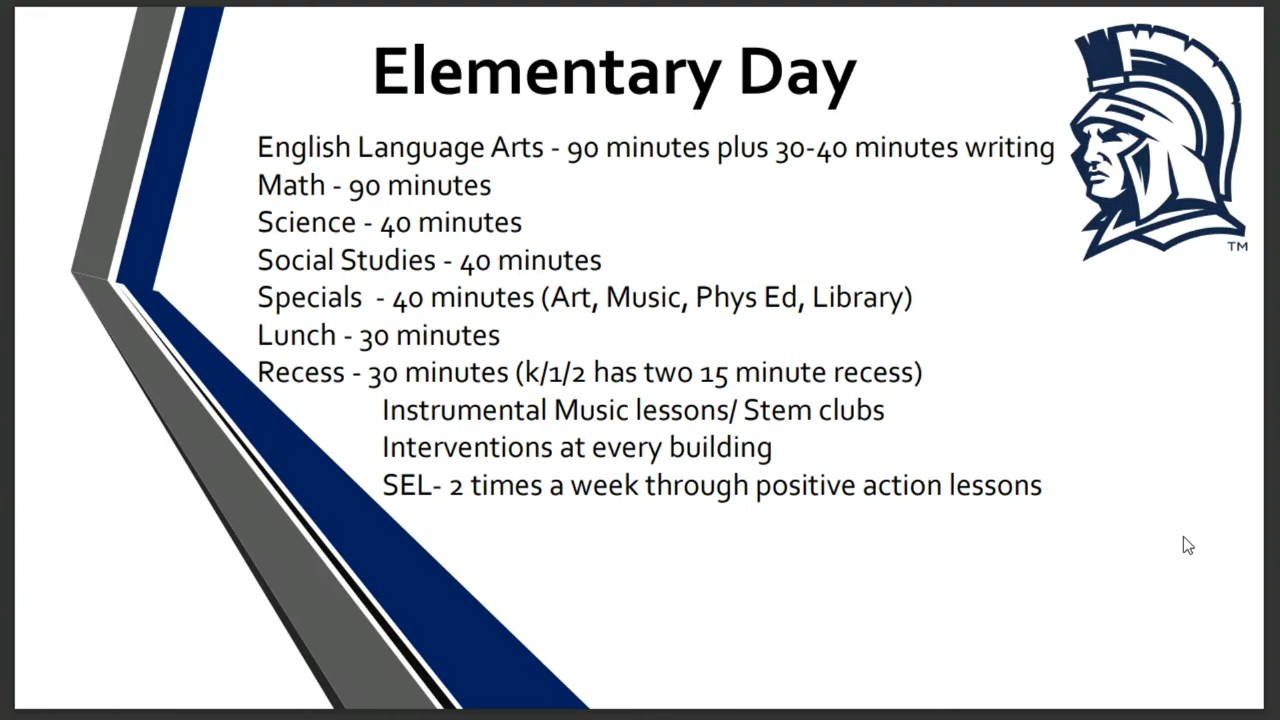 Elementary Day
English Language Arts - 90 minutes plus 30-40 minutes writing
Math - 90 minutes
Science - 40 minutes
Social Studies - 40 minutes
Specials  - 40 minutes (Art, Music, Phys Ed, Library)
Lunch - 30 minutes
Recess - 30 minutes (k/1/2 has two 15 minute recess)
Instrumental Music lessons/ Stem clubs
Interventions at every building
SEL- 2 times a week through positive action lessons
TM